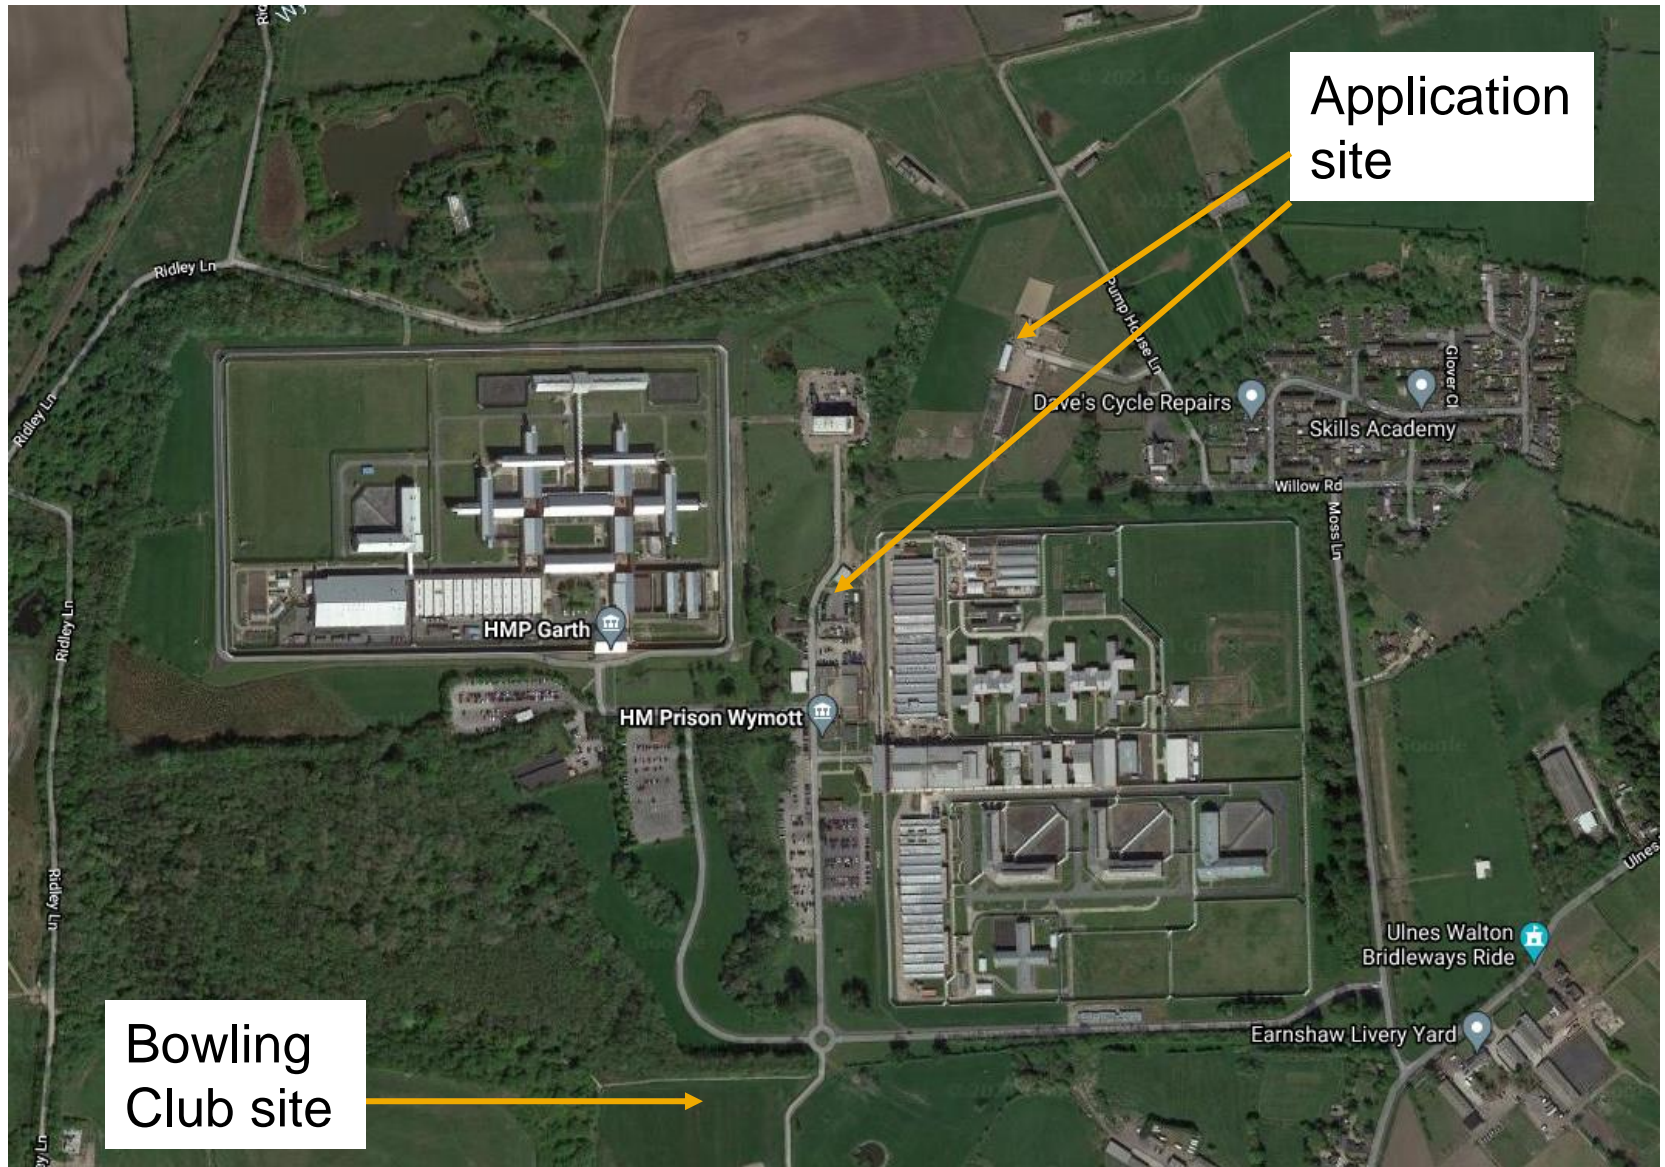 Application
site
Ridley Ln
Pump House Ln
Ridley Ln
Dave's Cycle Repairs
Glover Cl
Skills Academy
Willow Rd
Moss Ln
HMP Garth
Ridley Ln
HM Prison Wymott
Ridley Ln
Ulnes
Ulnes Walton
Bridleways Ride
Earnshaw Livery Yard
Bowling
Club site